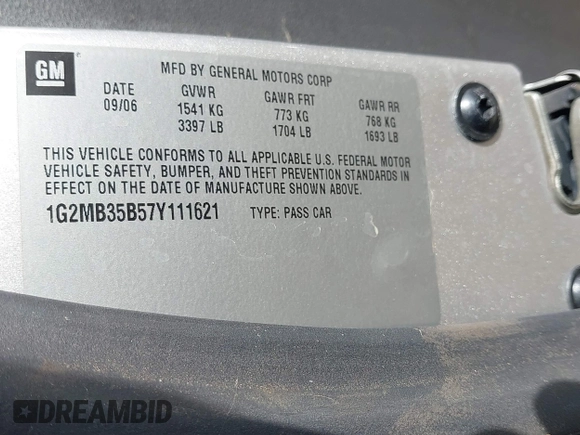 GM
MFD BY GENERAL MOTORS CORP
DATE GVWR GAWR FRT GAWR RR
09/06 1541 KG 773 KG 768 KG
3397 LB 1704 LB 1693 LB
THIS VEHICLE CONFORMS TO ALL APPLICABLE U.S. FEDERAL MOTOR
VEHICLE SAFETY, BUMPER, AND THEFT PREVENTION STANDARDS IN
EFFECT ON THE DATE OF MANUFACTURE SHOWN ABOVE.
1G2MB35B57Y111621 TYPE: PASS CAR
DREAMBID